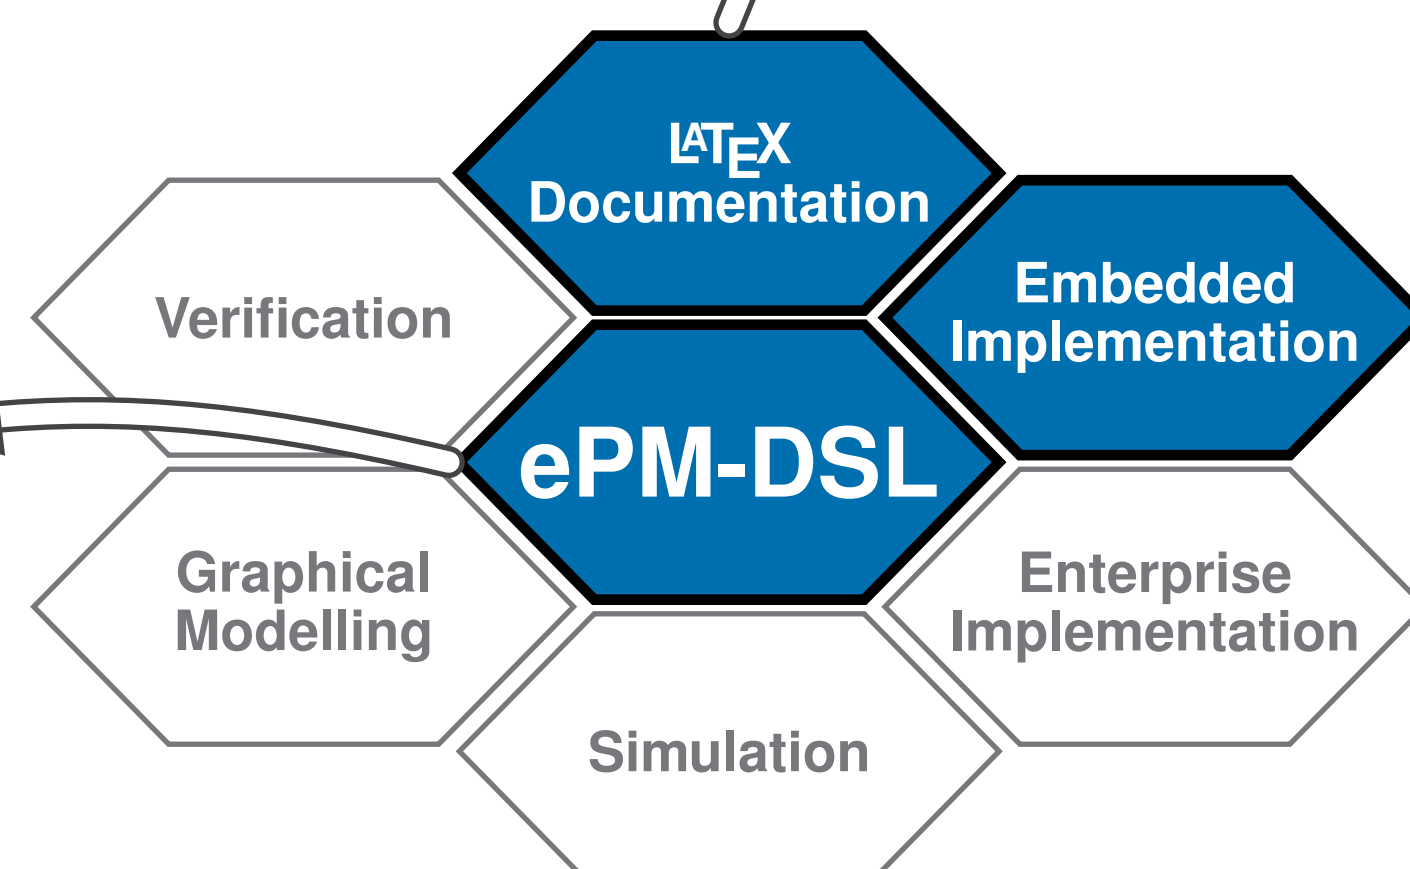 LATEX
Documentation
Verification
Embedded
Implementation
ePM-DSL
Graphical
Modelling
Enterprise
Implementation
Simulation